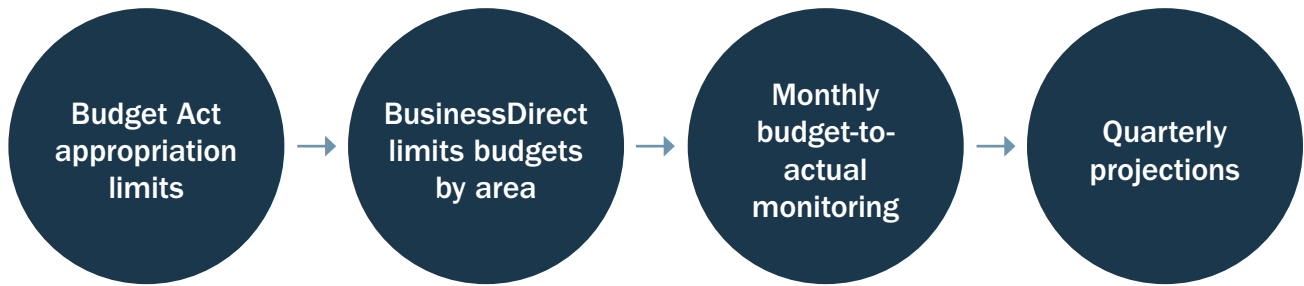 Budget Act
appropriation
limits
BusinessDirect
limits budgets
by area
Monthly
budget-to-
actual
monitoring
Quarterly
projections